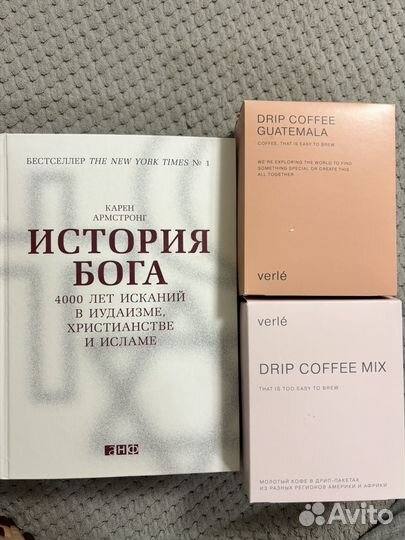 БЕСТСЕЛЛЕР THE NEW YORK TIMES № 1
КАРЕН
АРМСТРОНГ
ИСТОРИЯ
БОГА
4000 ЛЕТ ИСКАНИЙ
В ИУДАИЗМЕ,
ХРИСТИАНСТВЕ
И ИСЛАМЕ
АНФ
DRIP COFFEE
GUATEMALA
COFFEE, THAT IS EASY TO BREW
WE'RE EXPLORING THE WORLD TO FIND
SOMETHING SPECIAL OR CREATE THIS
ALL TOGETHER
verlé
verlé
DRIP COFFEE MIX
THAT IS TOO EASY TO BREW
МОЛОТЫЙ КОФЕ В ДРИП-ПАКЕТАХ
ИЗ РАЗНЫХ РЕГИОНОВ АМЕРИКИ И АФРИКИ
Avito